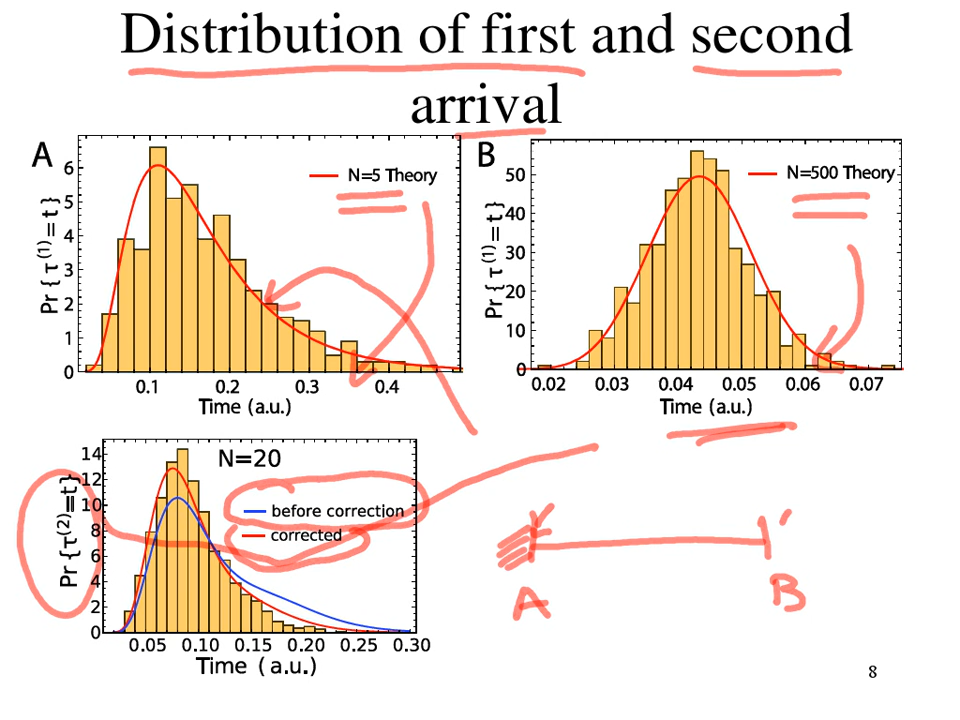 Distribution of first and second
arrival
A
Pr { τ⁽¹⁾ = t }
6
5
4
3
2
1
0
N=5 Theory
0.1 0.2 0.3 0.4
Time (a.u.)
B
Pr { τ⁽¹⁾ = t }
50
40
30
20
10
0
N=500 Theory
0.02 0.03 0.04 0.05 0.06 0.07
Time (a.u.)
Pr {τ⁽²⁾=t}
14
12
10
8
6
4
2
0
N=20
before correction
corrected
0.05 0.10 0.15 0.20 0.25 0.30
Time ( a.u.)
A B
8